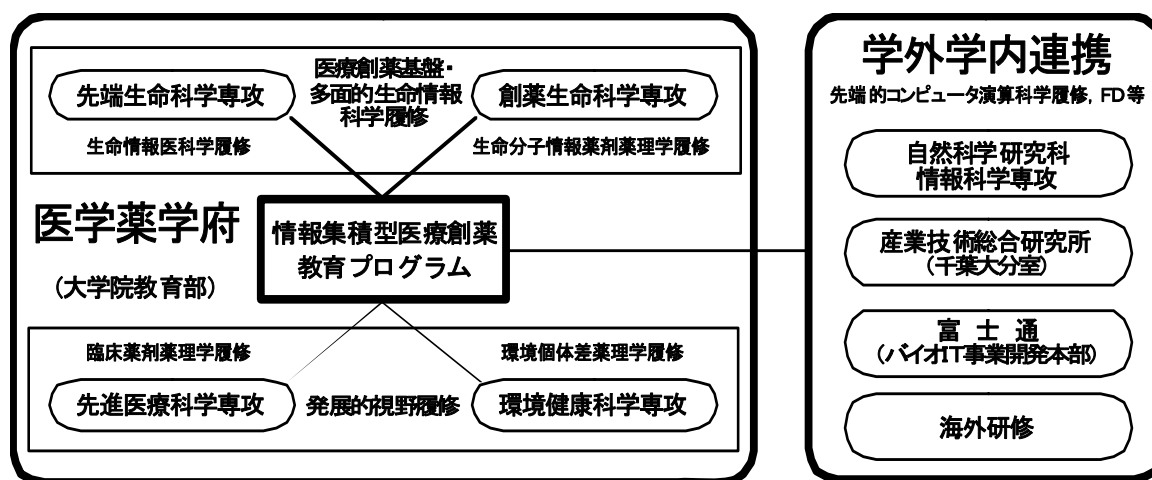 先端生命科学専攻
医療創薬基盤・
多面的生命情報
科学履修
創薬生命科学専攻
生命情報医科学履修
生命分子情報薬剤薬理学履修
医学薬学府
(大学院教育部)
情報集積型医療創薬
教育プログラム
臨床薬剤薬理学履修
環境個体差薬理学履修
先進医療科学専攻
発展的視野履修
環境健康科学専攻
学外学内連携
先端的コンピュータ演算科学履修, FD等
自然科学研究科
情報科学専攻
産業技術総合研究所
(千葉大分室)
富士通
(バイオIT事業開発本部)
海外研修